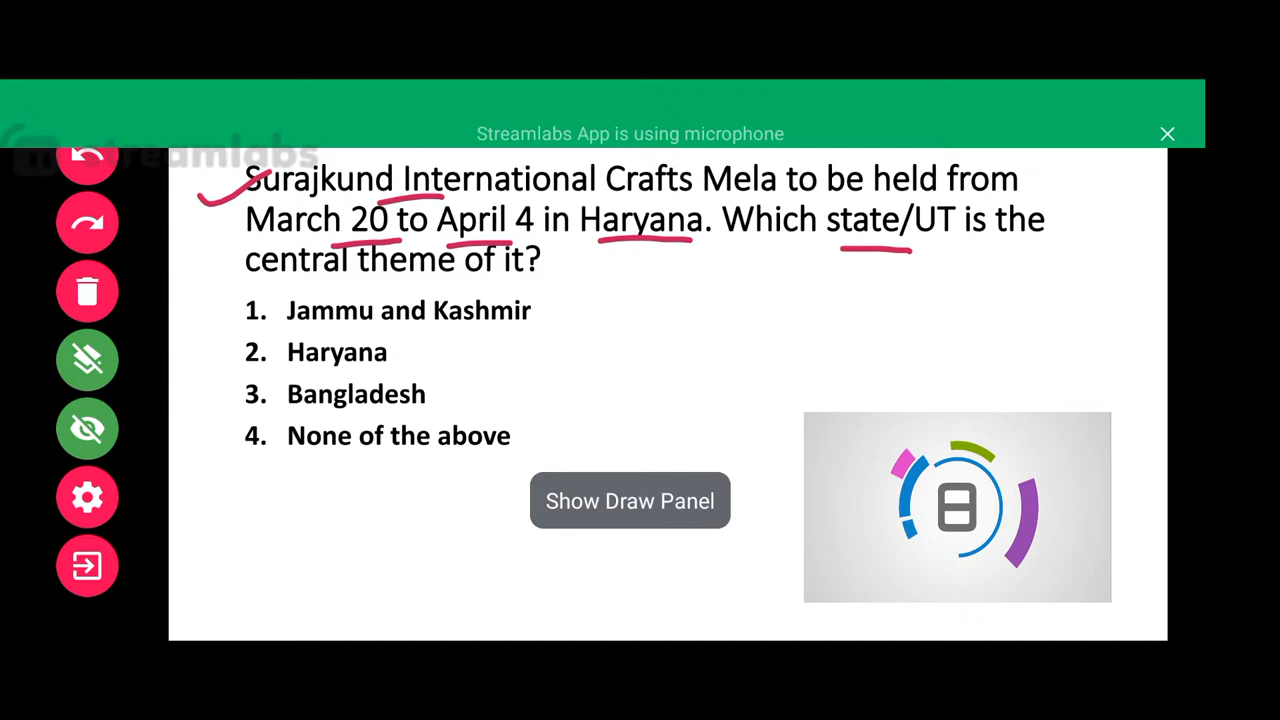 Streamlabs App is using microphone
streamlabs
Surajkund International Crafts Mela to be held from
March 20 to April 4 in Haryana. Which state/UT is the
central theme of it?
1. Jammu and Kashmir
2. Haryana
3. Bangladesh
4. None of the above
Show Draw Panel
8